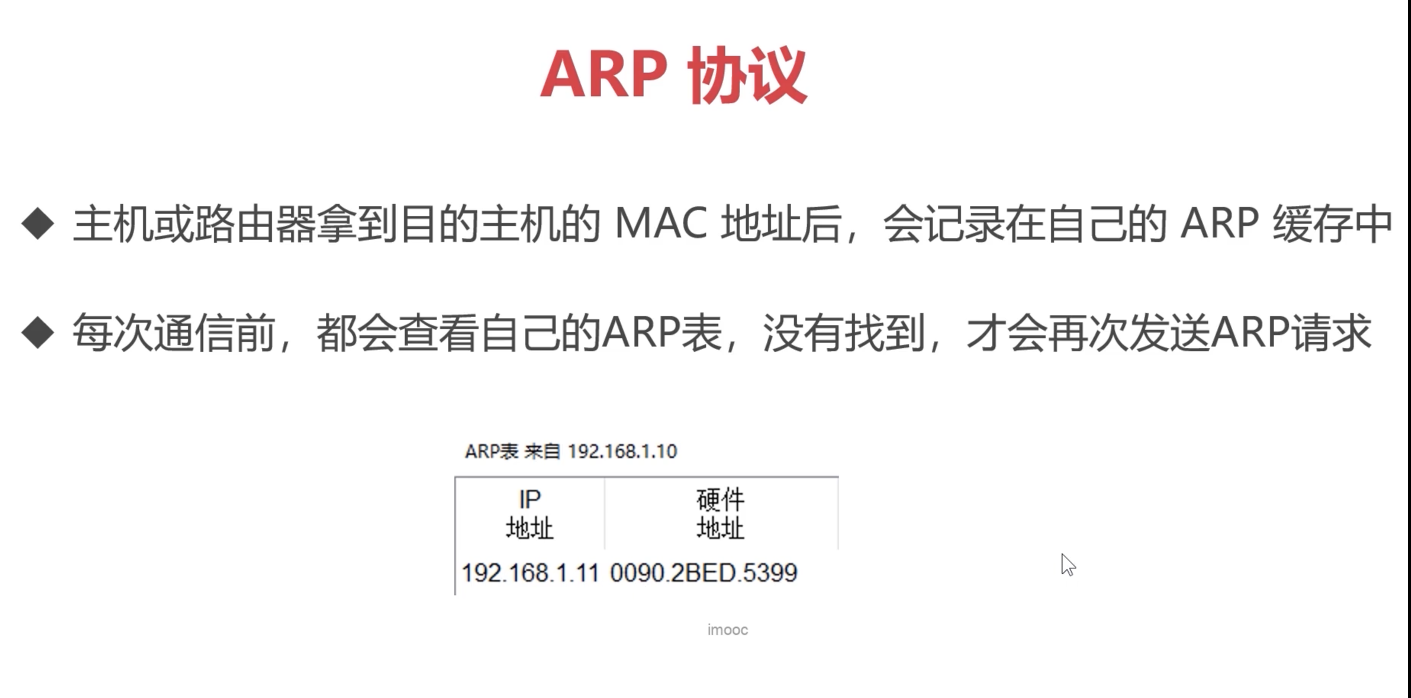 ARP 协议
◆ 主机或路由器拿到目的主机的 MAC 地址后，会记录在自己的 ARP 缓存中
◆ 每次通信前，都会查看自己的ARP表，没有找到，才会再次发送ARP请求
ARP表 来自 192.168.1.10
IP 硬件
地址 地址
192.168.1.11 0090.2BED.5399
imooc